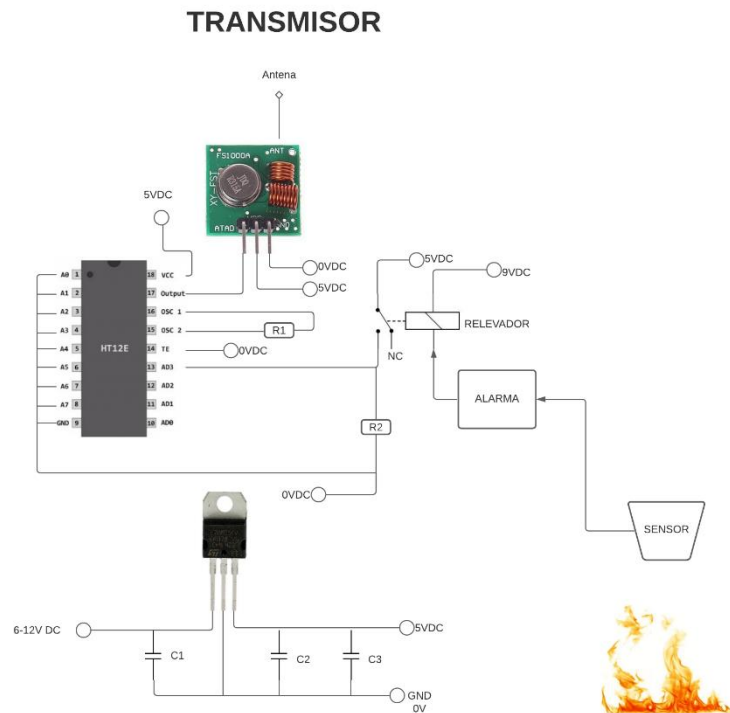 TRANSMISOR
Antena
FS1000A
ANT
XY-FST
ATAD
GND
5VDC
0VDC
5VDC
5VDC
9VDC
A0 1
18 VCC
A1 2
17 Output
A2 3
16 OSC 1
A3 4
15 OSC 2
R1
A4 5
HT12E
14 TE
0VDC
A5 6
13 AD3
A6 7
12 AD2
A7 8
11 AD1
GND 9
10 AD0
RELEVADOR
NC
ALARMA
R2
0VDC
SENSOR
6-12V DC
5VDC
C1
C2
C3
GND
0V